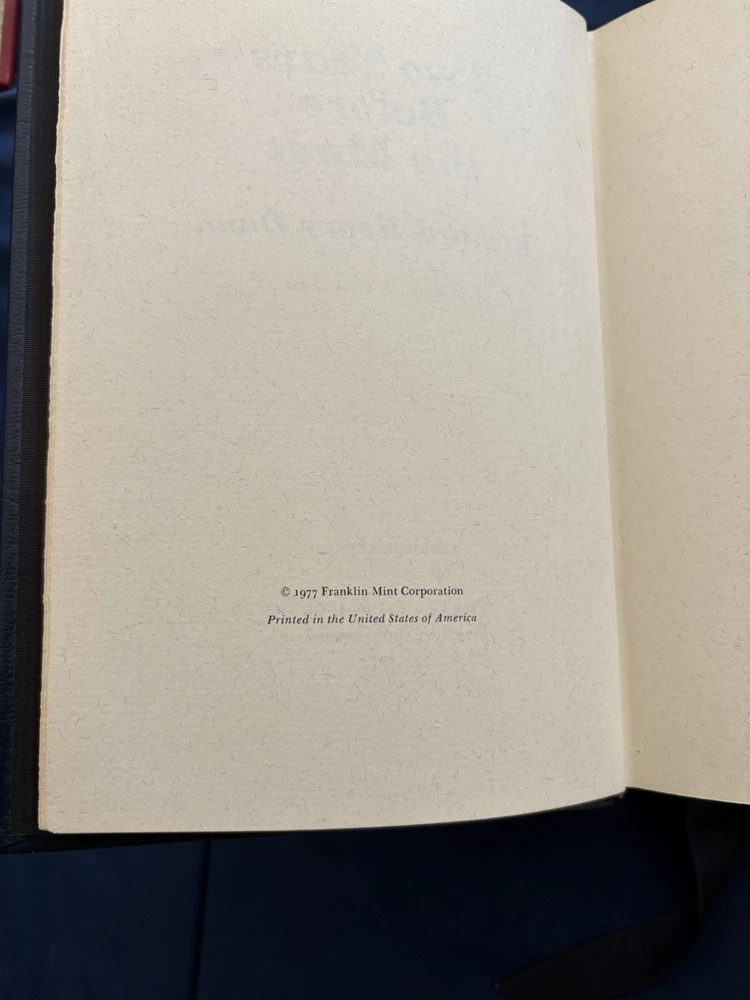 © 1977 Franklin Mint Corporation
Printed in the United States of America